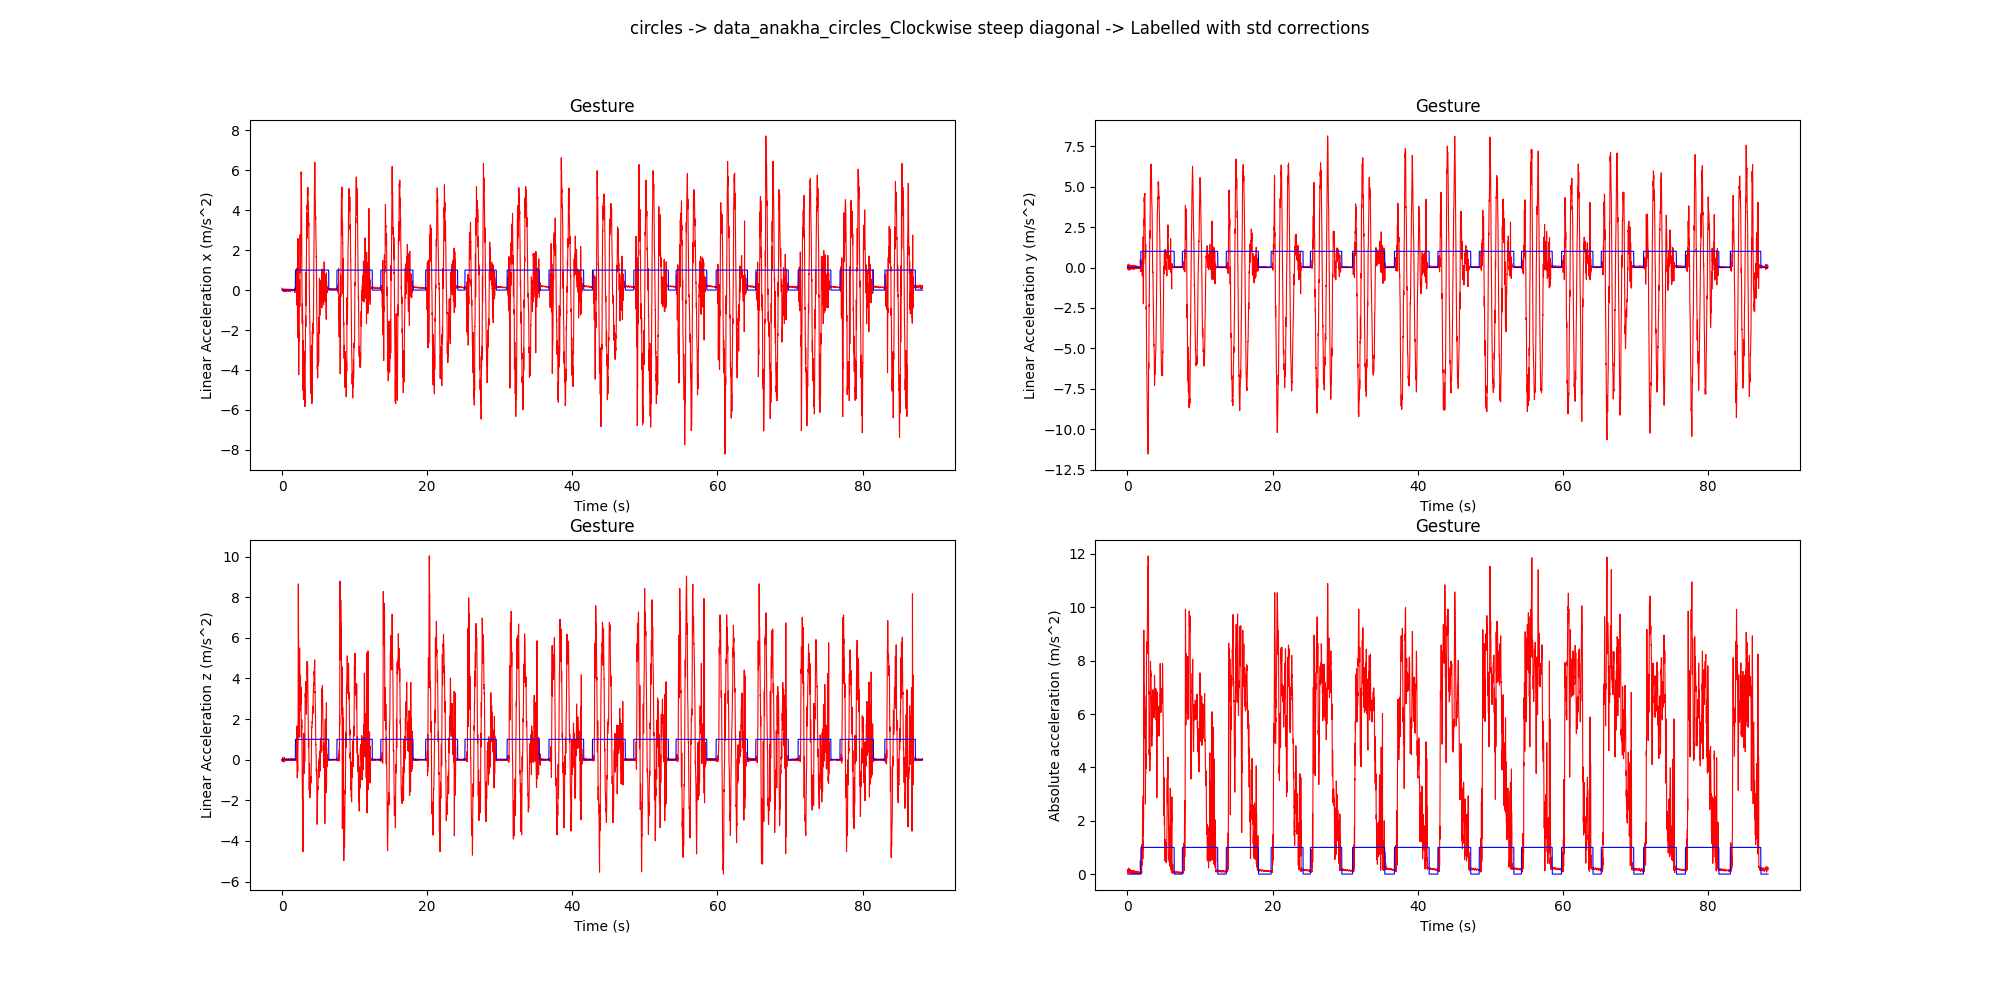 circles -> data_anakha_circles_Clockwise steep diagonal -> Labelled with std corrections
Gesture
Linear Acceleration x (m/s^2)
8
6
4
2
0
−2
−4
−6
−8
0 20 40 60 80
Time (s)
Gesture
Linear Acceleration y (m/s^2)
7.5
5.0
2.5
0.0
−2.5
−5.0
−7.5
−10.0
−12.5
0 20 40 60 80
Time (s)
Gesture
Linear Acceleration z (m/s^2)
10
8
6
4
2
0
−2
−4
−6
0 20 40 60 80
Time (s)
Gesture
Absolute acceleration (m/s^2)
12
10
8
6
4
2
0
0 20 40 60 80
Time (s)